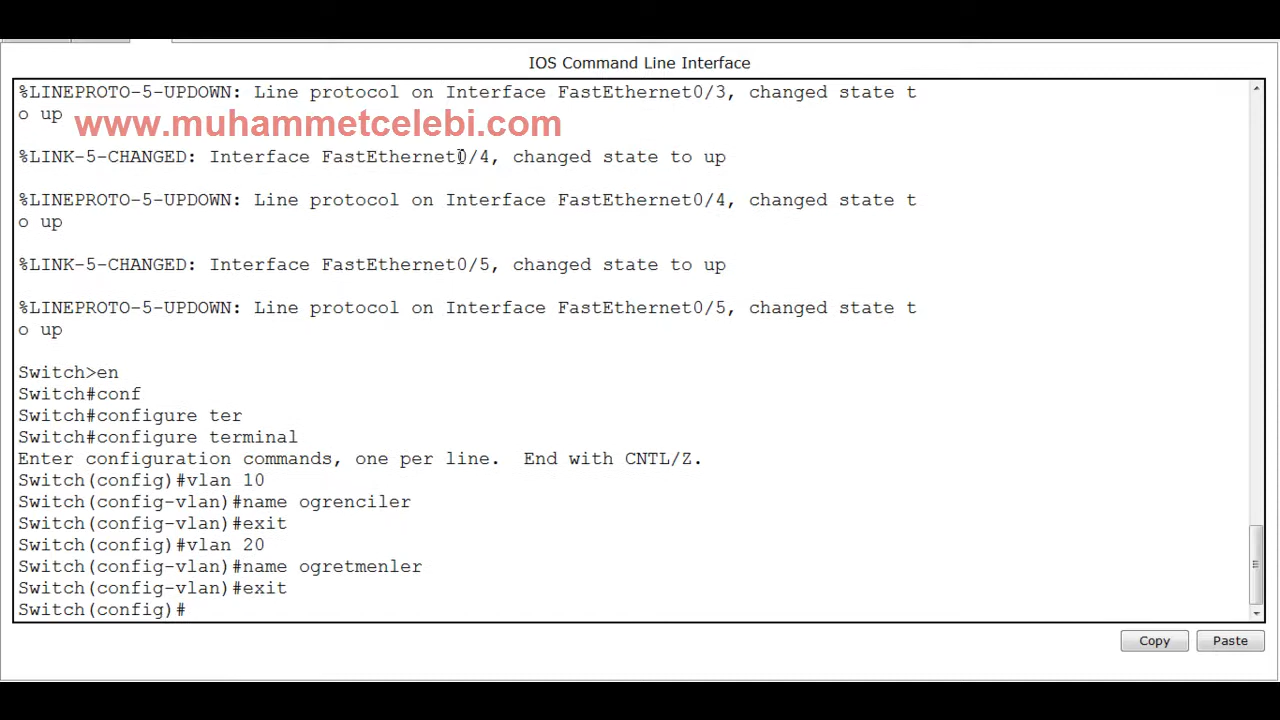 IOS Command Line Interface
%LINEPROTO-5-UPDOWN: Line protocol on Interface FastEthernet0/3, changed state t
o up
www.muhammetcelebi.com
%LINK-5-CHANGED: Interface FastEthernet0/4, changed state to up
%LINEPROTO-5-UPDOWN: Line protocol on Interface FastEthernet0/4, changed state t
o up
%LINK-5-CHANGED: Interface FastEthernet0/5, changed state to up
%LINEPROTO-5-UPDOWN: Line protocol on Interface FastEthernet0/5, changed state t
o up
Switch>en
Switch#conf
Switch#configure ter
Switch#configure terminal
Enter configuration commands, one per line.  End with CNTL/Z.
Switch(config)#vlan 10
Switch(config-vlan)#name ogrenciler
Switch(config-vlan)#exit
Switch(config)#vlan 20
Switch(config-vlan)#name ogretmenler
Switch(config-vlan)#exit
Switch(config)#
Copy Paste